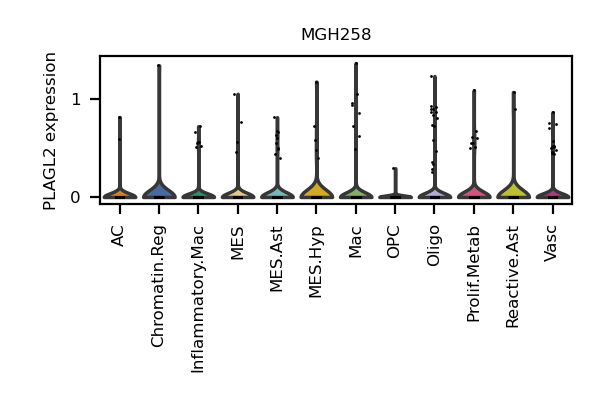 MGH258
PLAGL2 expression
1
0
AC
Chromatin.Reg
Inflammatory.Mac
MES
MES.Ast
MES.Hyp
Mac
OPC
Oligo
Prolif.Metab
Reactive.Ast
Vasc